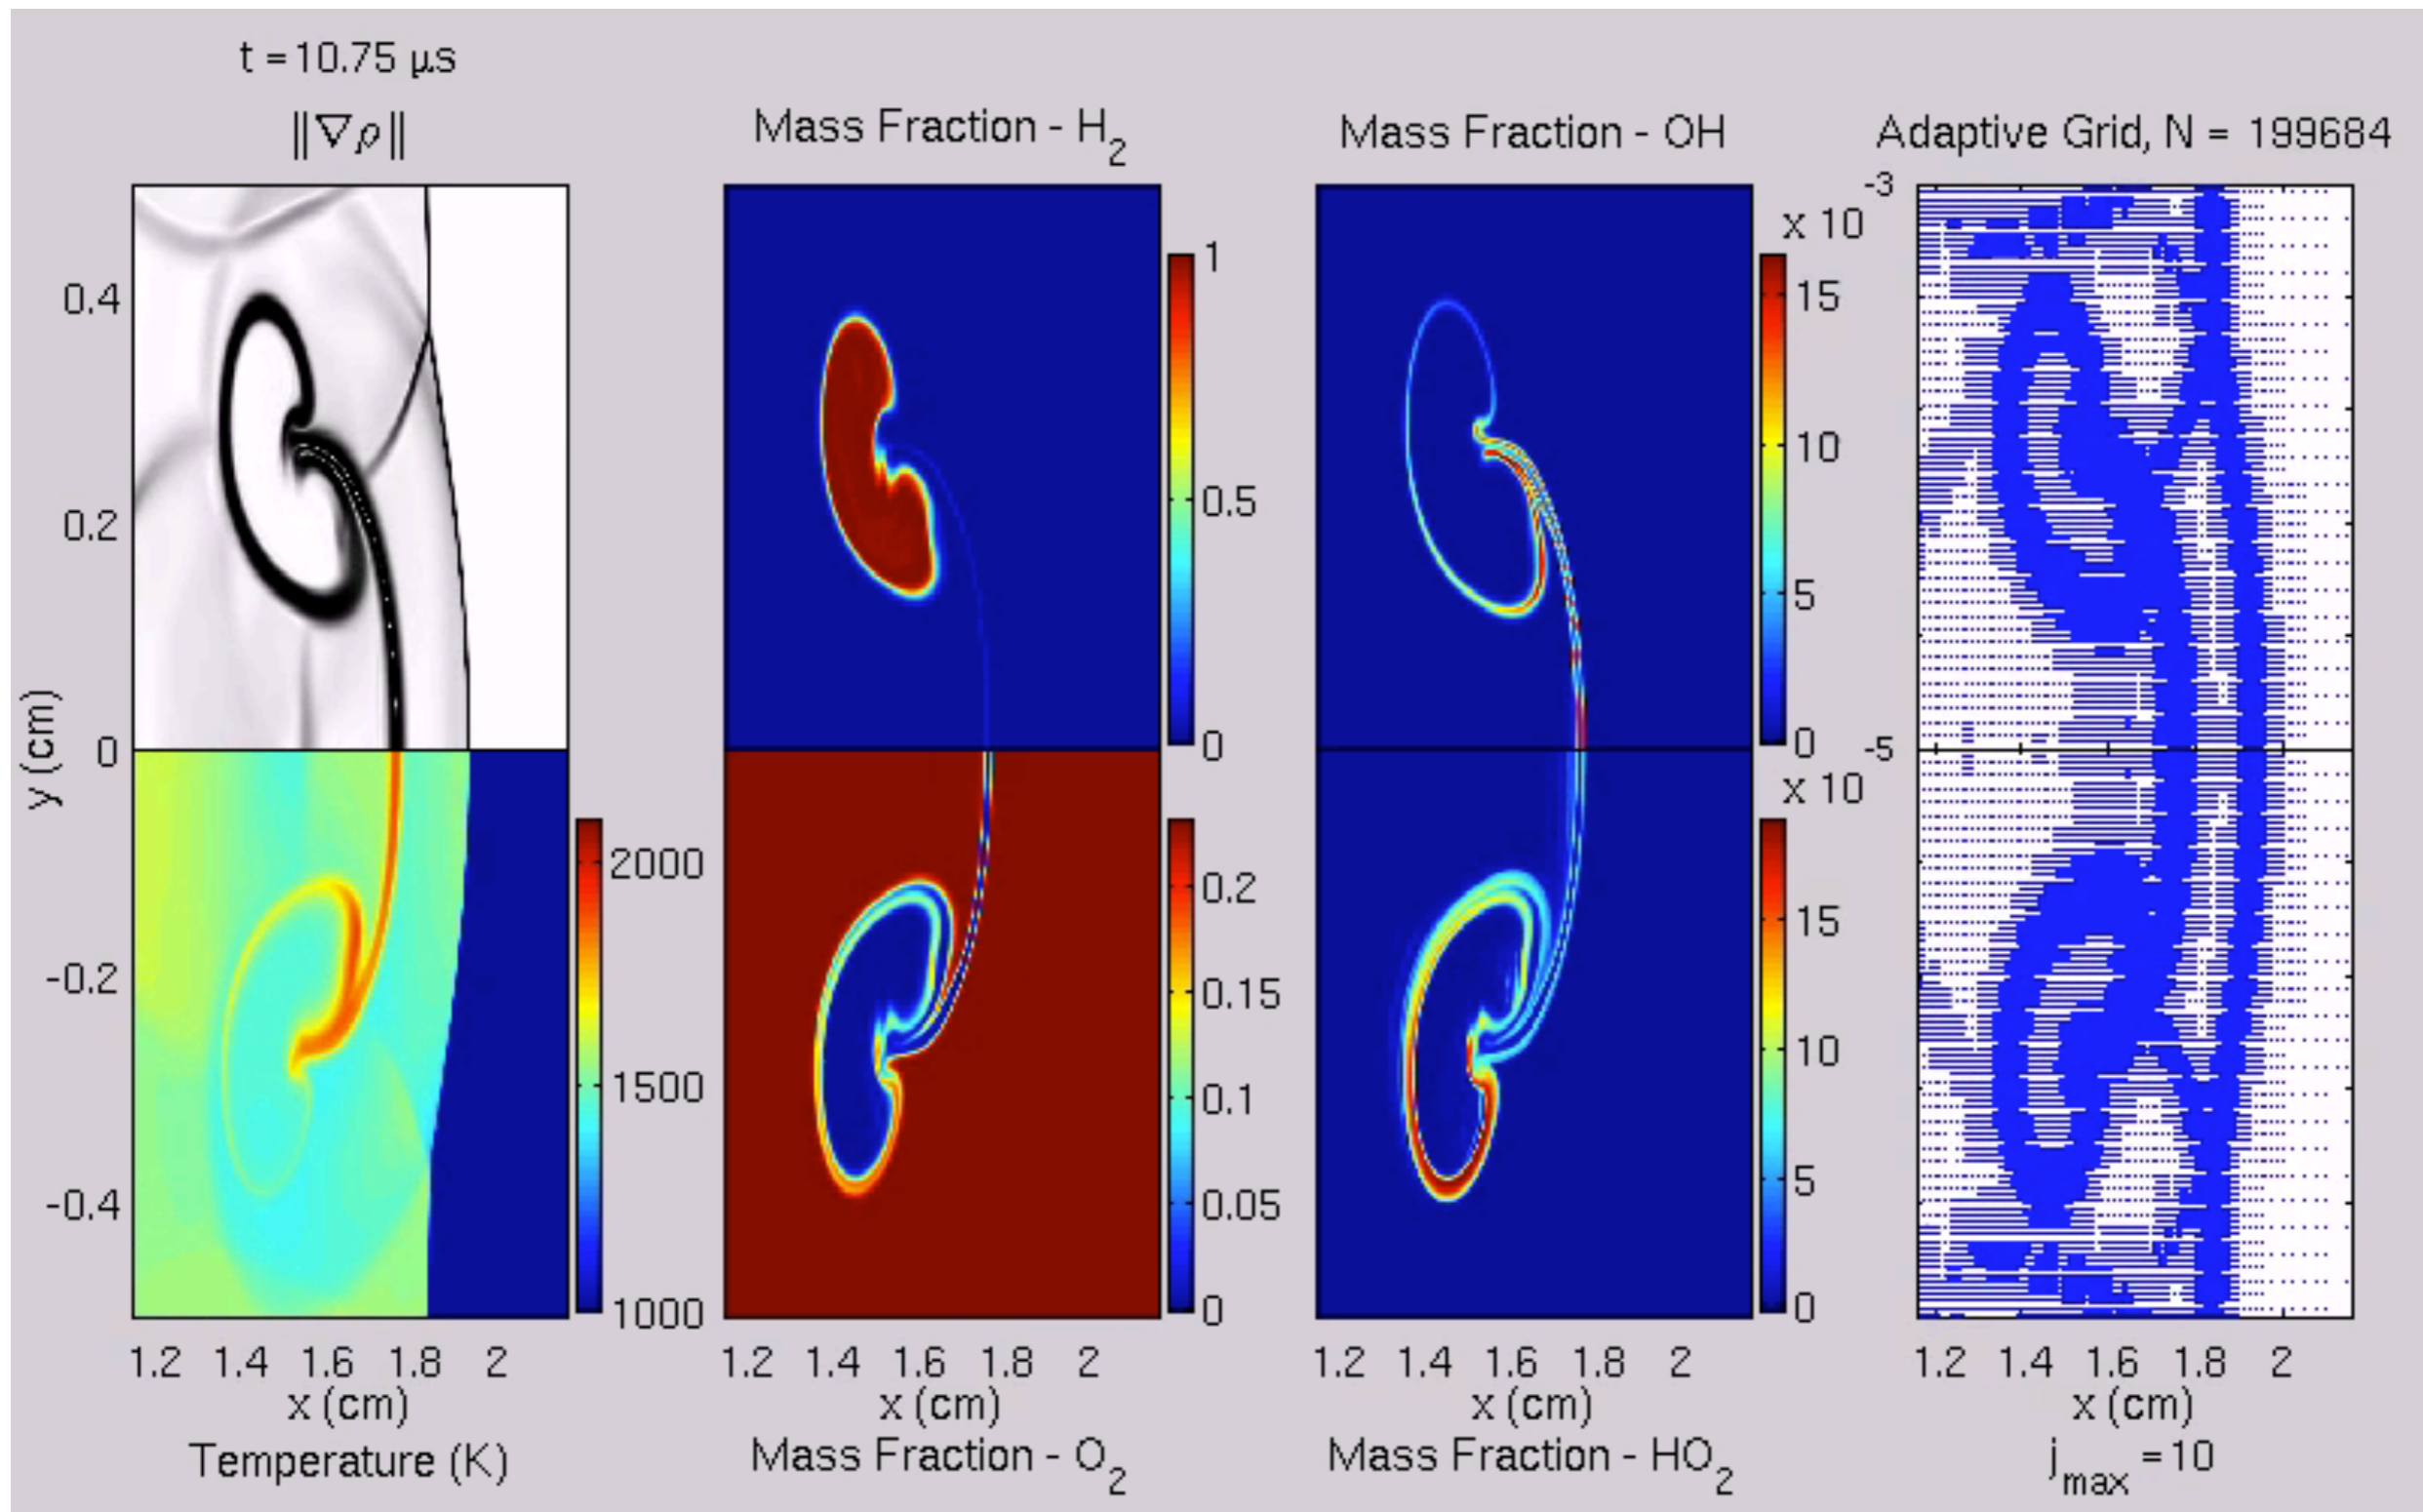 t = 10.75 μs
‖∇ρ‖
Mass Fraction - H₂
Mass Fraction - OH
Adaptive Grid, N = 199684
0.4
0.2
0
-0.2
-0.4
y (cm)
2000
1500
1000
1
0.5
0
0.2
0.15
0.1
0.05
0
x 10
-3
15
10
5
0
x 10
-5
15
10
5
0
1.2 1.4 1.6 1.8 2
x (cm)
Temperature (K)
1.2 1.4 1.6 1.8 2
x (cm)
Mass Fraction - O₂
1.2 1.4 1.6 1.8 2
x (cm)
Mass Fraction - HO₂
1.2 1.4 1.6 1.8 2
x (cm)
jmax = 10